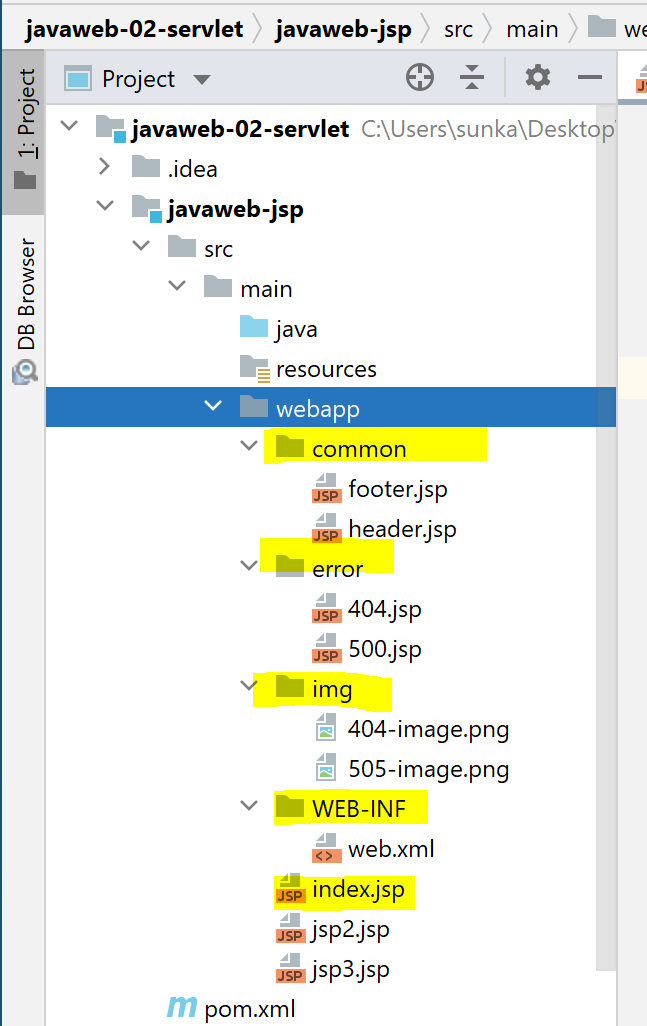 javaweb-02-servlet javaweb-jsp src main
Project
1: Project
DB Browser
javaweb-02-servlet C:\Users\sunka\Desktop\
.idea
javaweb-jsp
src
main
java
resources
webapp
common
JSP footer.jsp
JSP header.jsp
error
JSP 404.jsp
JSP 500.jsp
img
404-image.png
505-image.png
WEB-INF
<> web.xml
JSP index.jsp
JSP jsp2.jsp
JSP jsp3.jsp
m pom.xml